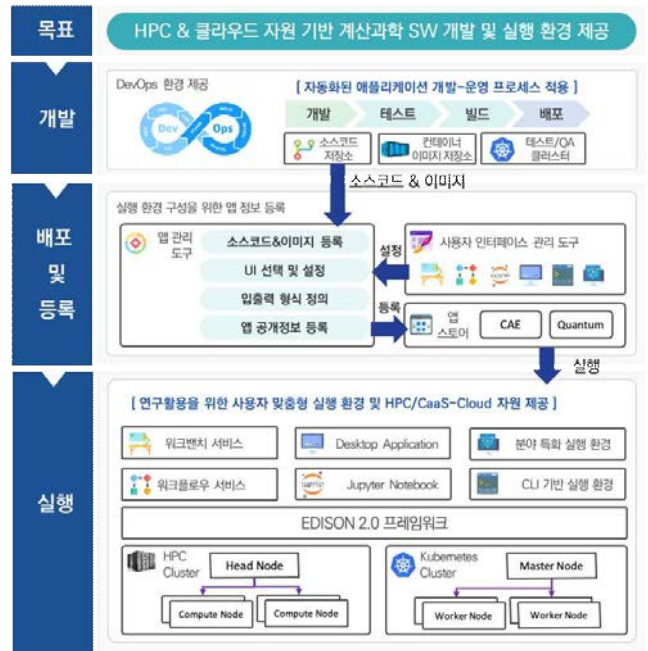 목표
HPC & 클라우드 자원 기반 계산과학 SW 개발 및 실행 환경 제공
개발
DevOps 환경 제공
[ 자동화된 애플리케이션 개발-운영 프로세스 적용 ]
Dev
Ops
개발
테스트
빌드
배포
소스코드
저장소
컨테이너
이미지 저장소
테스트/QA
클러스터
소스코드 & 이미지
배포
및
등록
실행 환경 구성을 위한 앱 정보 등록
앱 관리
도구
소스코드&이미지 등록
UI 선택 및 설정
입출력 형식 정의
앱 공개정보 등록
설정
등록
사용자 인터페이스 관리 도구
앱
스토어
CAE
Quantum
실행
실행
[ 연구활용을 위한 사용자 맞춤형 실행 환경 및 HPC/CaaS-Cloud 자원 제공 ]
워크벤치 서비스
Desktop Application
분야 특화 실행 환경
워크플로우 서비스
Jupyter Notebook
CLI 기반 실행 환경
EDISON 2.0 프레임워크
HPC
Cluster
Head Node
Compute Node
Compute Node
Kubernetes
Cluster
Master Node
Worker Node
Worker Node